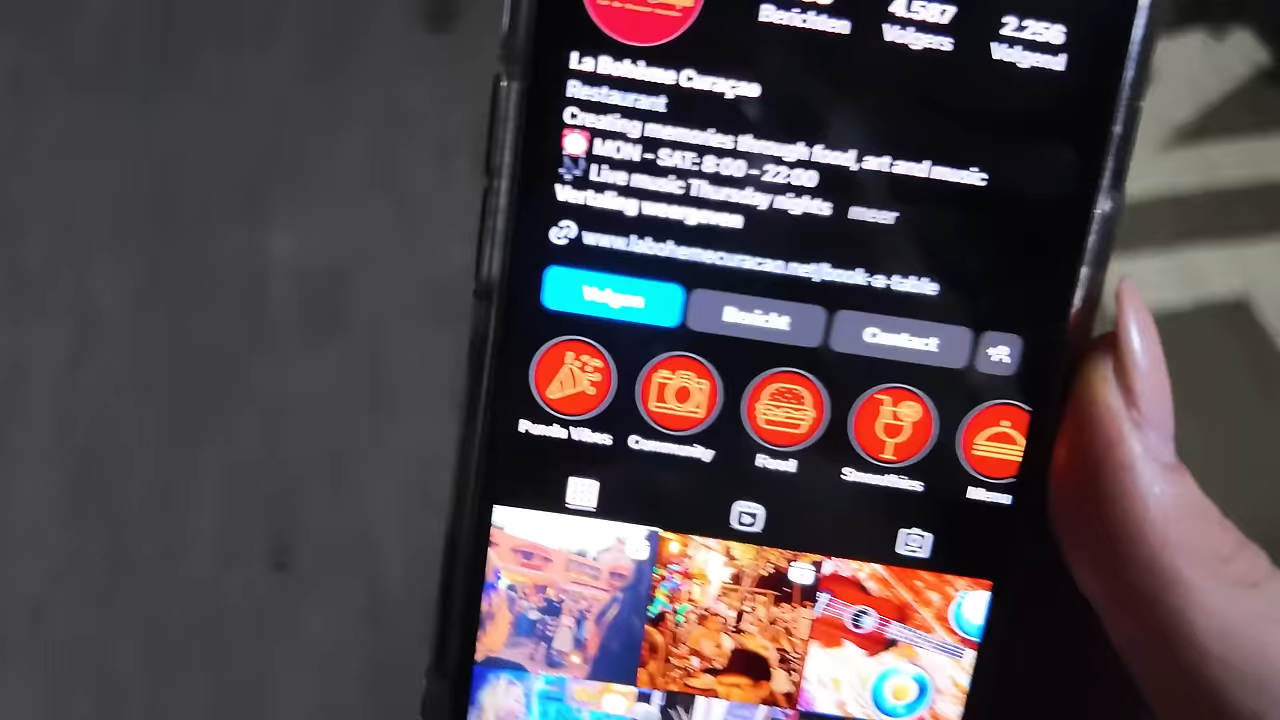 4.587
2.256
Berichten
Volgers
Volgend
La Bohème Curaçao
Restaurant
Creating memories through food, art and music
MON - SAT: 8:00 - 22:00
Live music Thursday nights meer
Vertaling weergeven
www.labohemecuracao.net/book-a-table
Volgen
Bericht
Contact
Punda Vibes
Community
Food
Smoothies
Menu